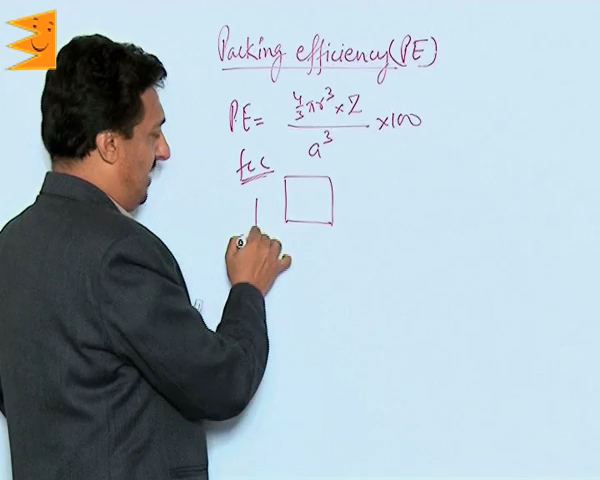 Packing efficiency (PE)
PE = 4/3 πr³ × Z / a³ ×100
fcc